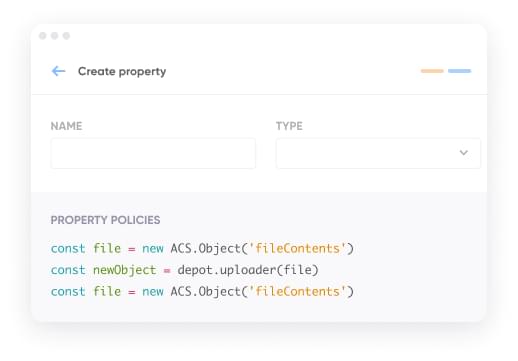 Create property
NAME
TYPE
PROPERTY POLICIES
const file = new ACS.Object('fileContents')
const newObject = depot.uploader(file)
const file = new ACS.Object('fileContents')